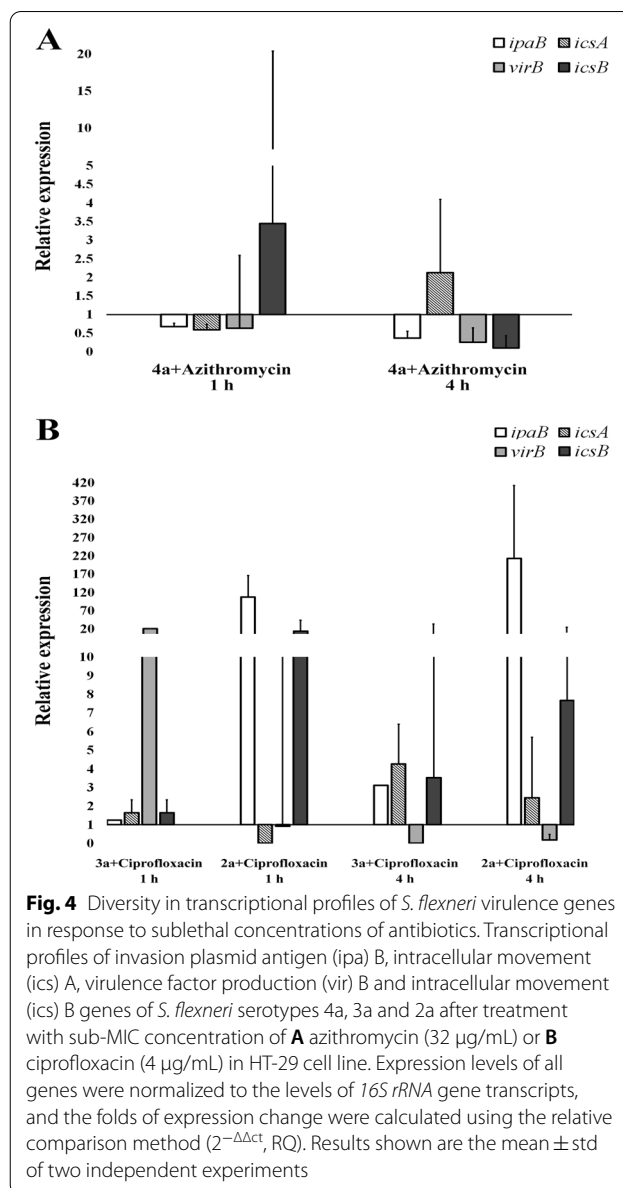 A
ipaB icsA
virB icsB
Relative expression
20
15
10
5
4.5
4
3.5
3
2.5
2
1
0.5
0
4a+Azithromycin 4a+Azithromycin
1 h 4 h
B
ipaB icsA
virB icsB
Relative expression
420
370
320
270
220
170
120
70
20
10
9
8
7
6
5
4
3
2
1
0
3a+Ciprofloxacin 2a+Ciprofloxacin 3a+Ciprofloxacin 2a+Ciprofloxacin
1 h 1 h 4 h 4 h
Fig. 4 Diversity in transcriptional profiles of S. flexneri virulence genes
in response to sublethal concentrations of antibiotics. Transcriptional
profiles of invasion plasmid antigen (ipa) B, intracellular movement
(ics) A, virulence factor production (vir) B and intracellular movement
(ics) B genes of S. flexneri serotypes 4a, 3a and 2a after treatment
with sub-MIC concentration of A azithromycin (32 µg/mL) or B
ciprofloxacin (4 µg/mL) in HT-29 cell line. Expression levels of all
genes were normalized to the levels of 16S rRNA gene transcripts,
and the folds of expression change were calculated using the relative
comparison method (2−ΔΔct, RQ). Results shown are the mean ± std
of two independent experiments